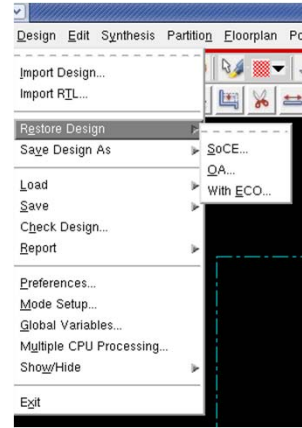 Design Edit Synthesis Partition Floorplan
Import Design...
Import RTL...
Restore Design
Save Design As
SoCE...
OA...
With ECO...
Load
Save
Check Design...
Report
Preferences...
Mode Setup...
Global Variables...
Multiple CPU Processing...
Show/Hide
Exit